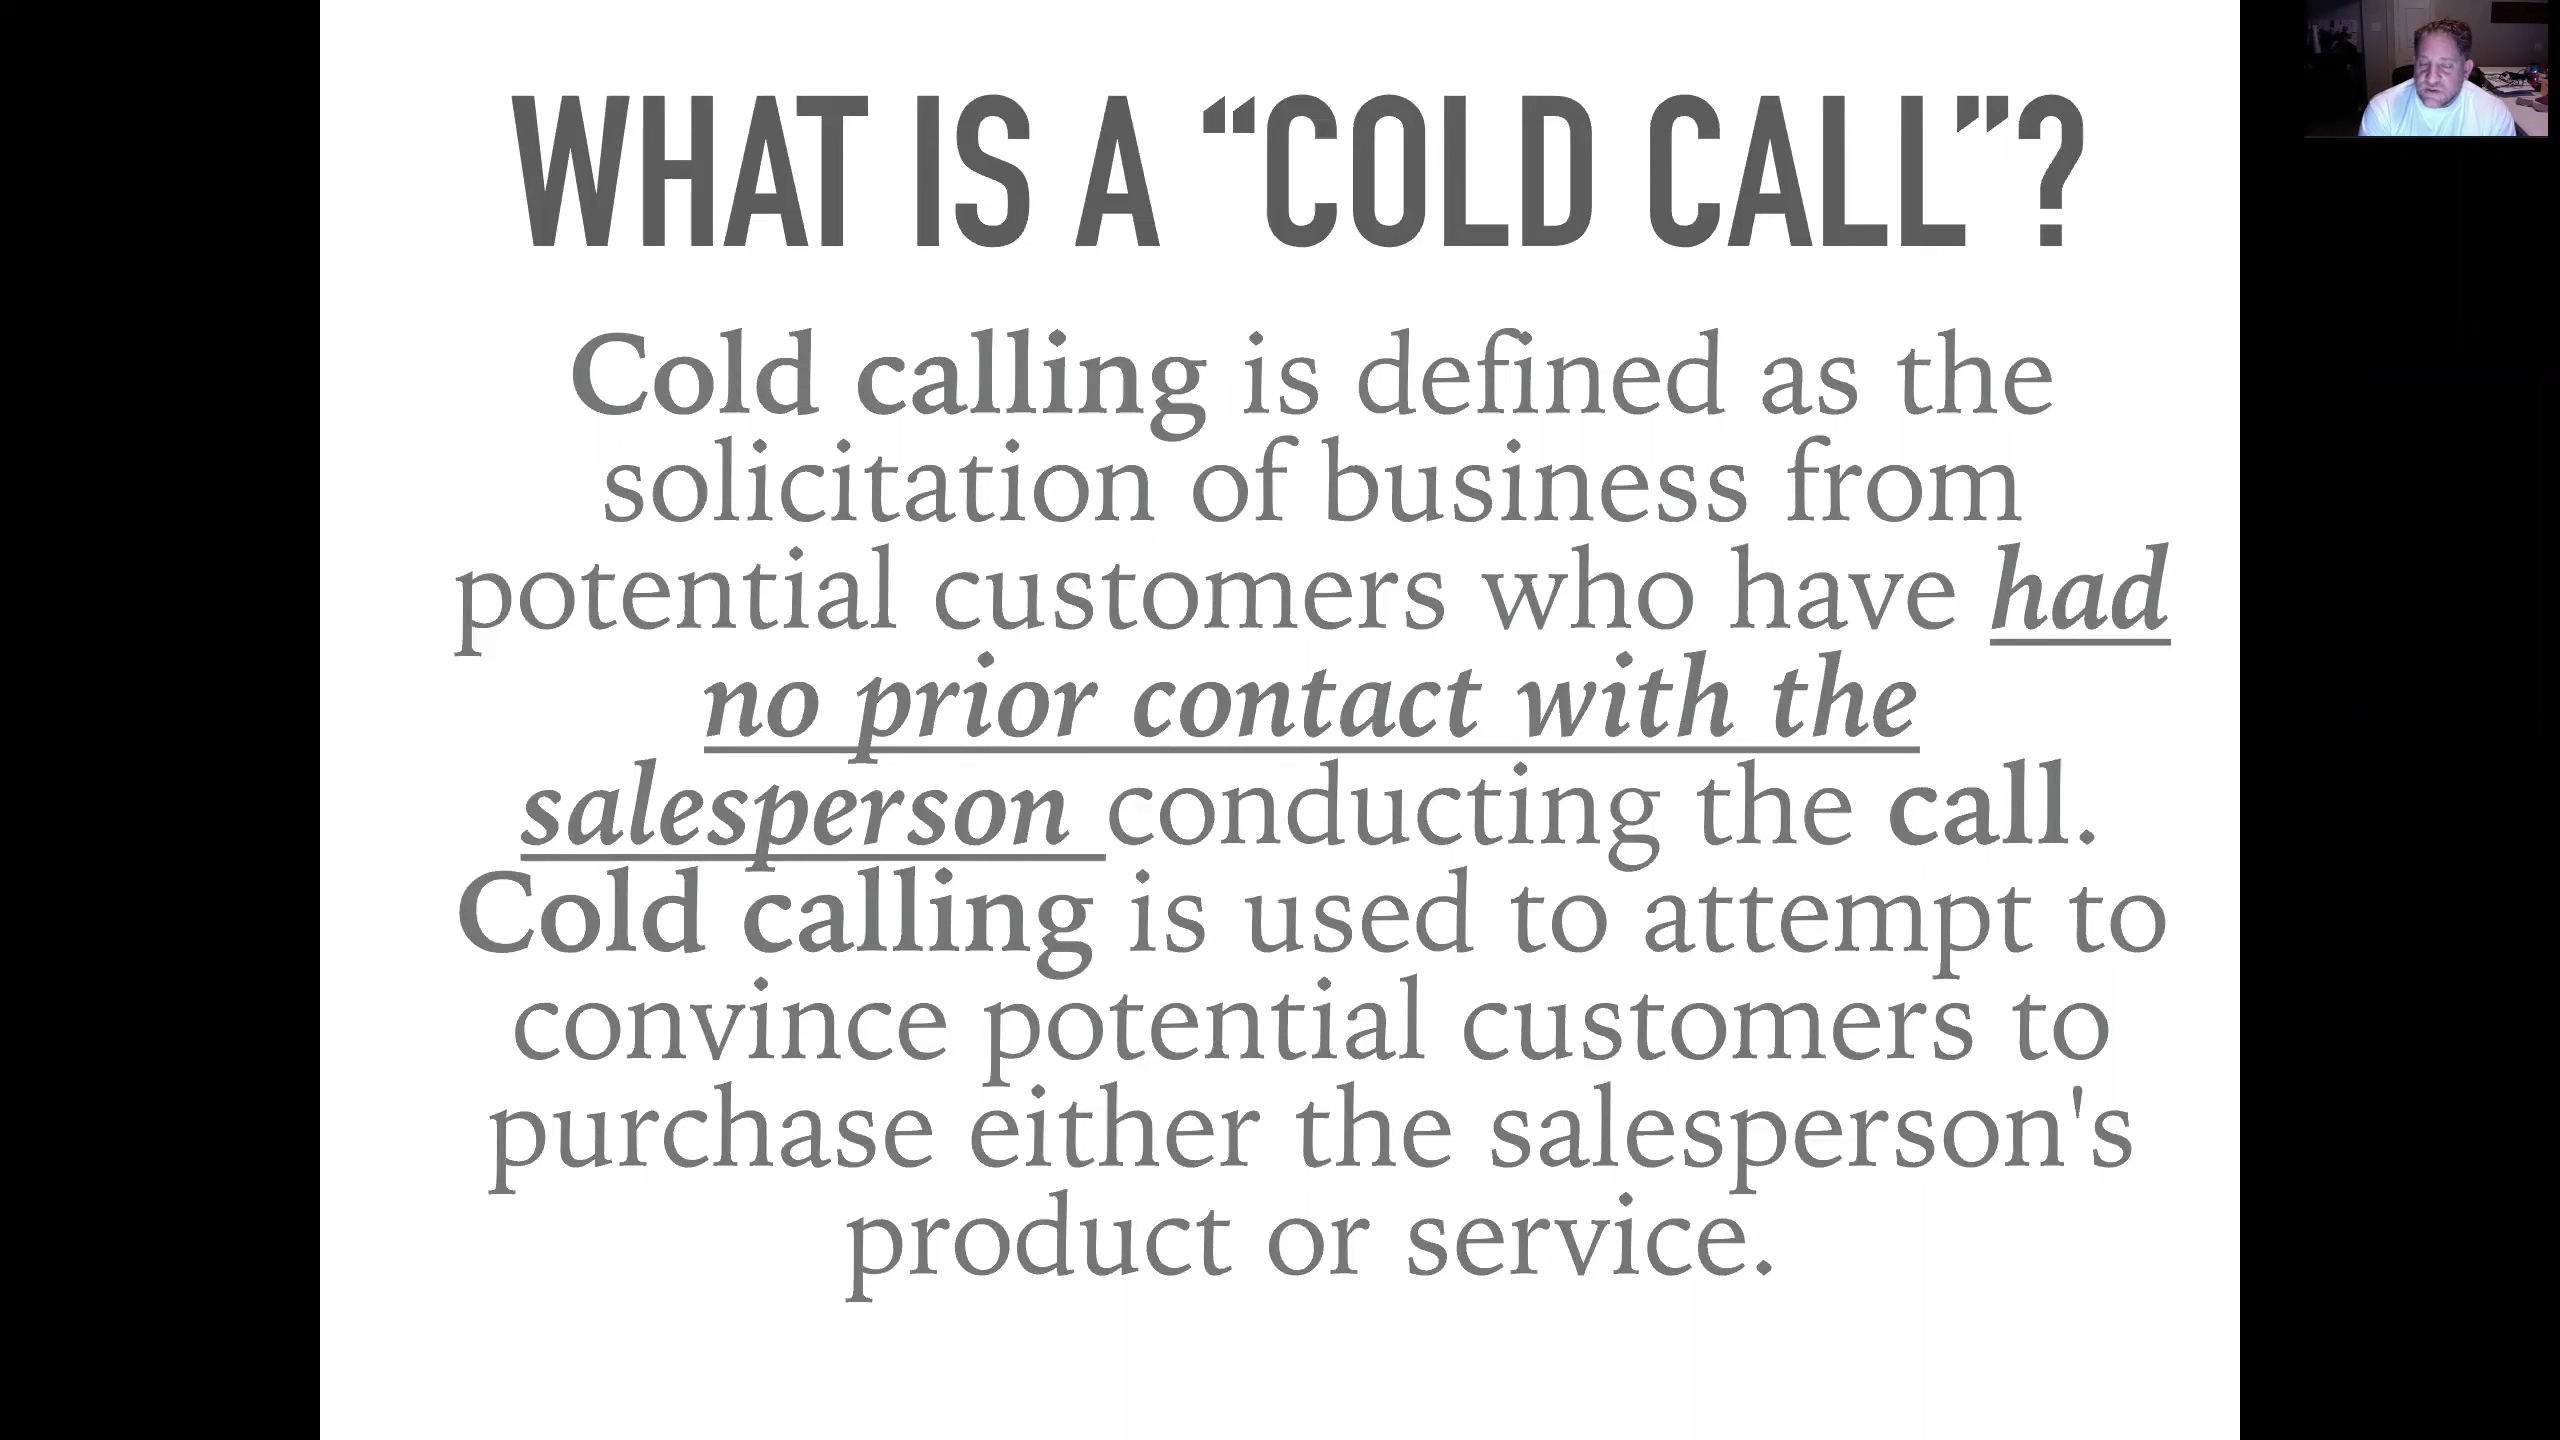 WHAT IS A “COLD CALL”?
Cold calling is defined as the
solicitation of business from
potential customers who have had
no prior contact with the
salesperson conducting the call.
Cold calling is used to attempt to
convince potential customers to
purchase either the salesperson's
product or service.